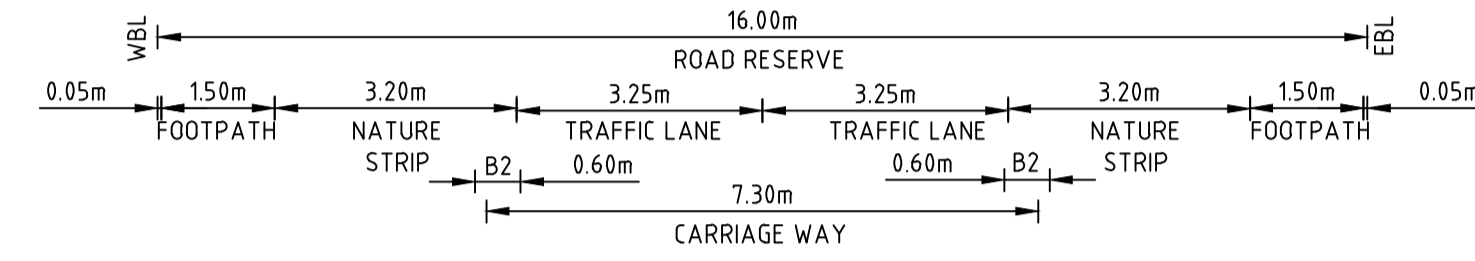 WBL 16.00m EBL
ROAD RESERVE
0.05m 1.50m 3.20m 3.25m 3.25m 3.20m 1.50m 0.05m
FOOTPATH NATURE TRAFFIC LANE TRAFFIC LANE NATURE FOOTPATH
STRIP B2 0.60m 0.60m B2 STRIP
7.30m
CARRIAGE WAY